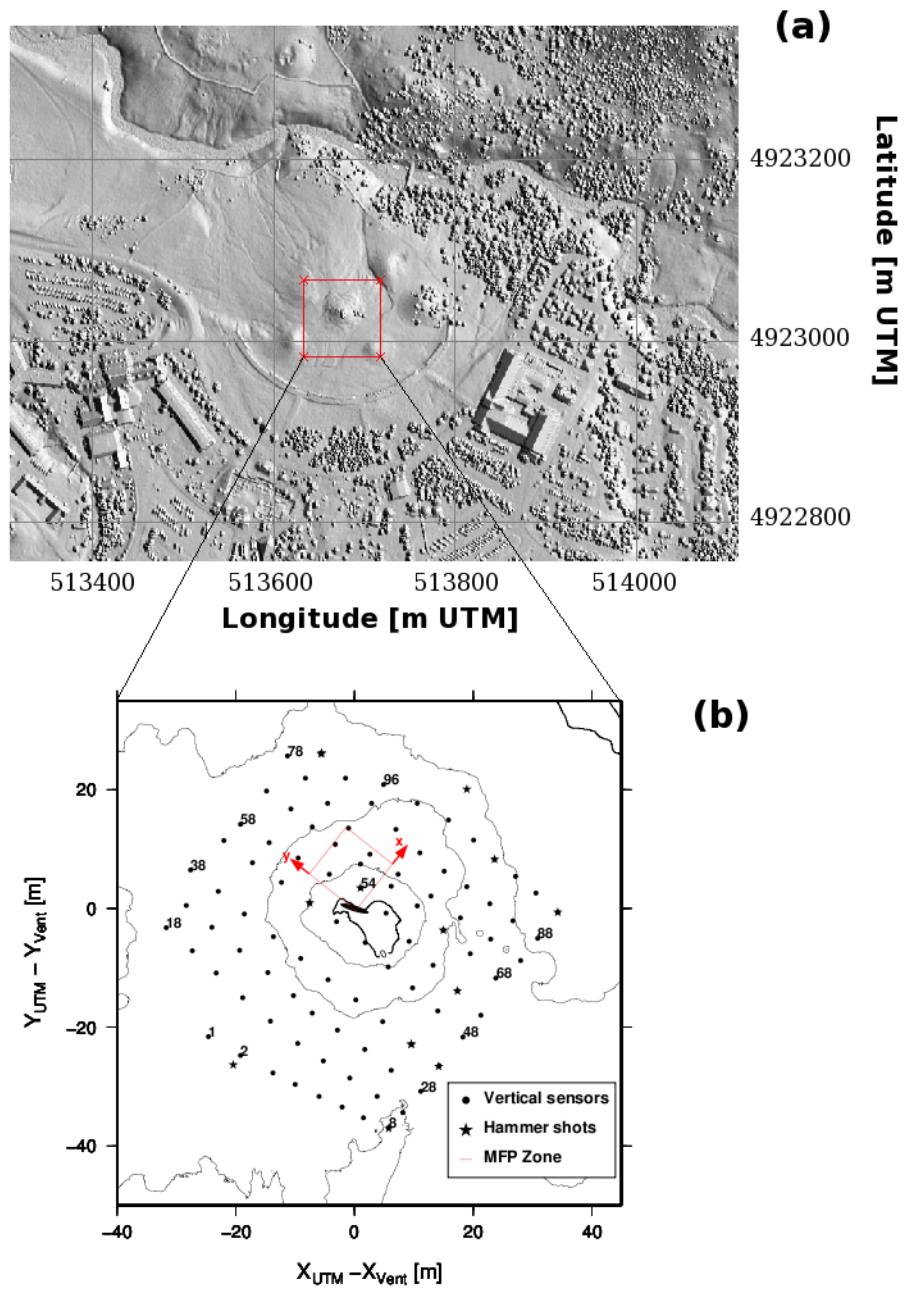 (a)
4923200
4923000
4922800
Latitude [m UTM]
513400 513600 513800 514000
Longitude [m UTM]
(b)
78
96
58
38
54
18
88
68
1
2
48
28
8
x
y
20
0
−20
−40
−40 −20 0 20 40
Y_UTM − Y_Vent [m]
X_UTM −X_Vent [m]
Vertical sensors
Hammer shots
MFP Zone